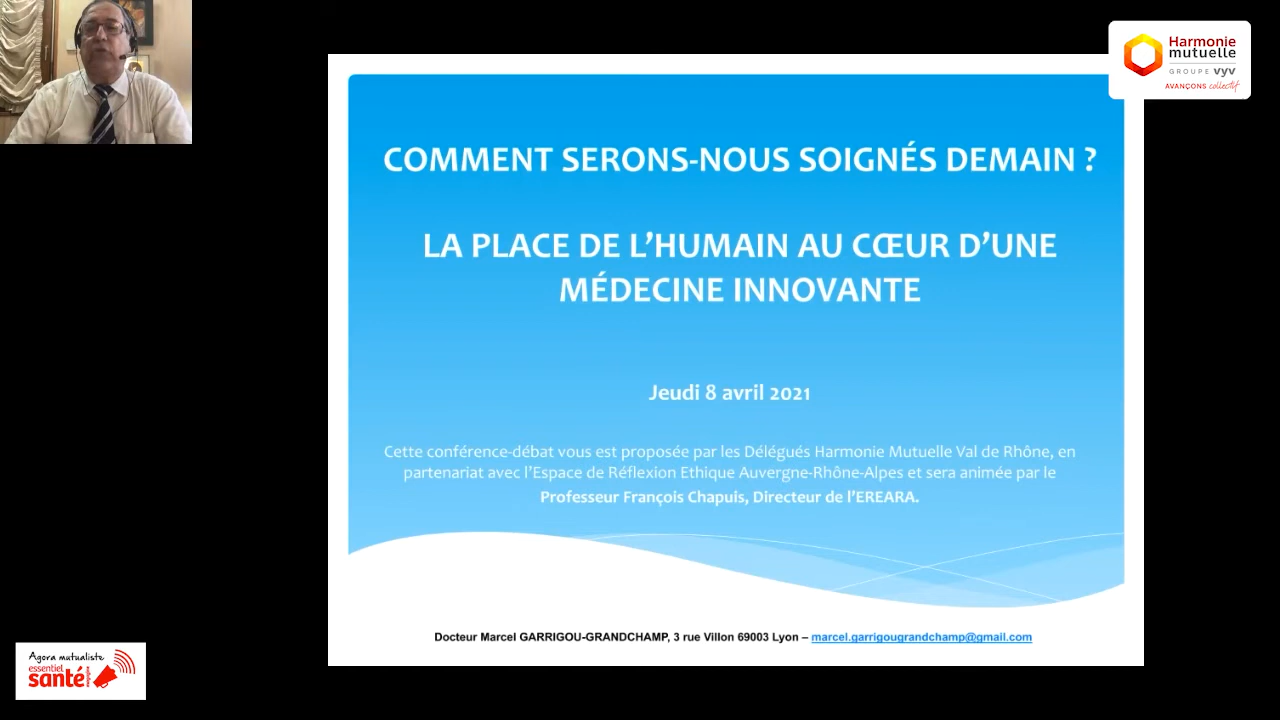 Harmonie
mutuelle
GROUPE vyv
AVANÇONS collectif
COMMENT SERONS-NOUS SOIGNÉS DEMAIN ?
LA PLACE DE L’HUMAIN AU CŒUR D’UNE
MÉDECINE INNOVANTE
Jeudi 8 avril 2021
Cette conférence-débat vous est proposée par les Délégués Harmonie Mutuelle Val de Rhône, en
partenariat avec l’Espace de Réflexion Ethique Auvergne-Rhône-Alpes et sera animée par le
Professeur François Chapuis, Directeur de l’EREARA.
Docteur Marcel GARRIGOU-GRANDCHAMP, 3 rue Villon 69003 Lyon – marcel.garrigougrandchamp@gmail.com
Agora mutualiste
essentiel
santé